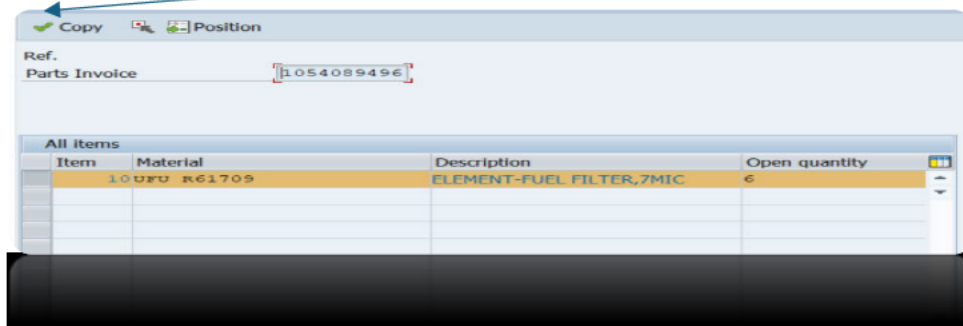 Copy Position
Ref.
Parts Invoice 1054089496
All items
Item Material Description Open quantity
10 UFU R61709 ELEMENT-FUEL FILTER,7MIC 6